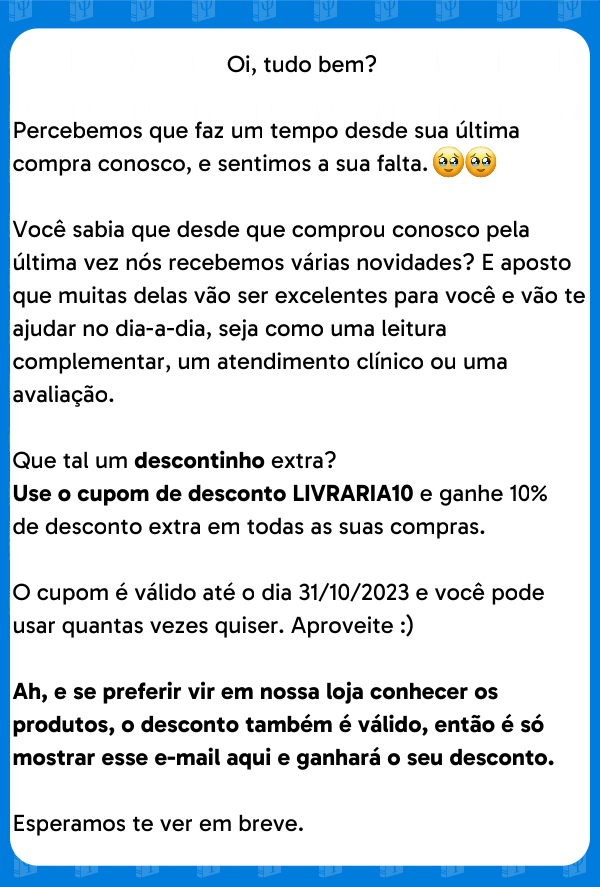 Oi, tudo bem?
Percebemos que faz um tempo desde sua última
compra conosco, e sentimos a sua falta. 🥹🥹
Você sabia que desde que comprou conosco pela
última vez nós recebemos várias novidades? E aposto
que muitas delas vão ser excelentes para você e vão te
ajudar no dia-a-dia, seja como uma leitura
complementar, um atendimento clínico ou uma
avaliação.
Que tal um descontinho extra?
Use o cupom de desconto LIVRARIA10 e ganhe 10%
de desconto extra em todas as suas compras.
O cupom é válido até o dia 31/10/2023 e você pode
usar quantas vezes quiser. Aproveite :)
Ah, e se preferir vir em nossa loja conhecer os
produtos, o desconto também é válido, então é só
mostrar esse e-mail aqui e ganhará o seu desconto.
Esperamos te ver em breve.